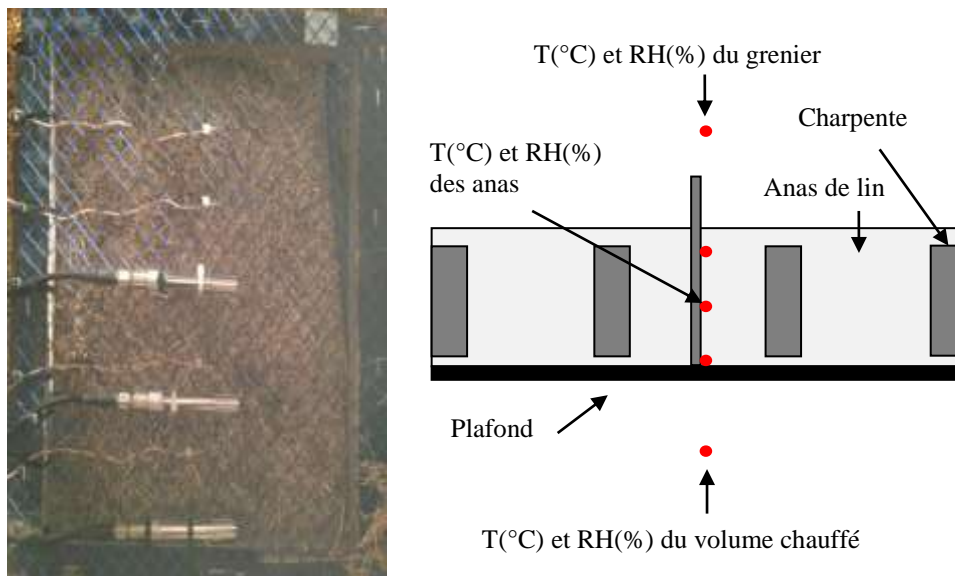 T(°C) et RH(%) du grenier
Charpente
T(°C) et RH(%)
des anas
Anas de lin
Plafond
T(°C) et RH(%) du volume chauffé